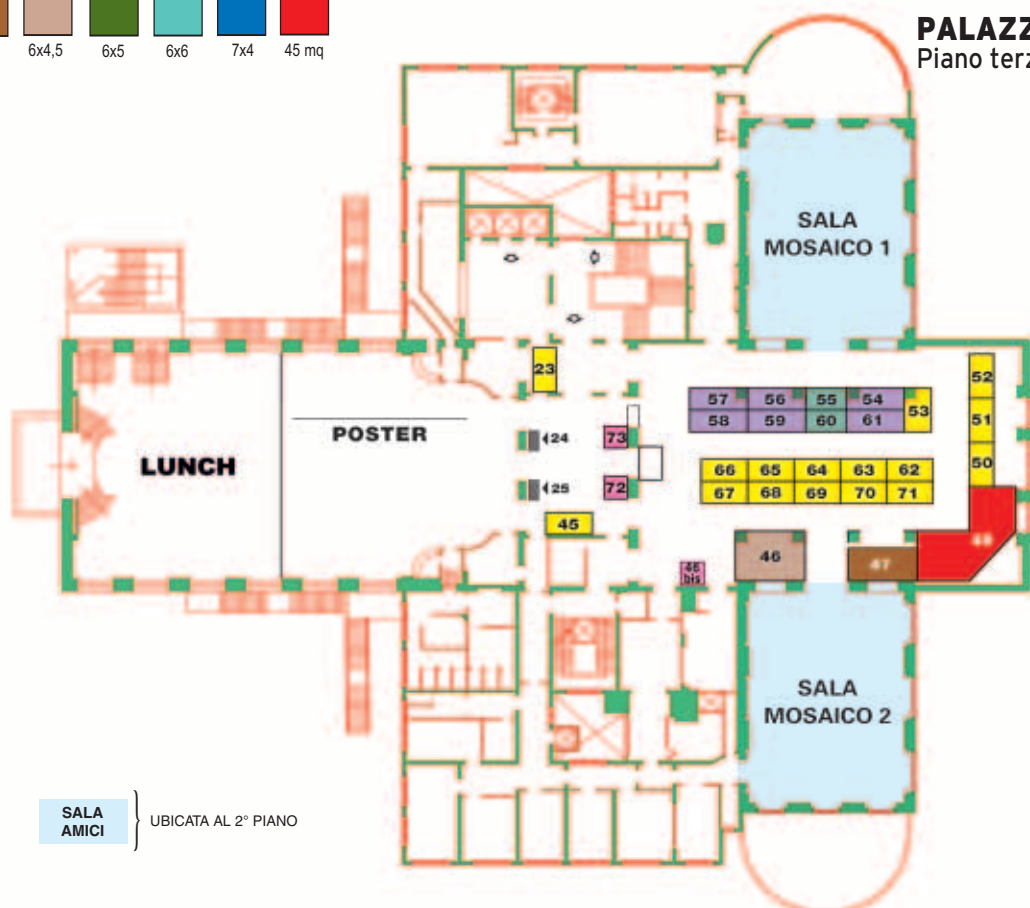 6x4,5 6x5 6x6 7x4 45 mq
PALAZZ
Piano terz
SALA
MOSAICO 1
23
52
57 56 55 54 53
58 59 60 61
51
POSTER
24
73
LUNCH
50
66 65 64 63 62
67 68 69 70 71
25
72
45
46
47
46
bis
SALA
MOSAICO 2
SALA
AMICI
UBICATA AL 2° PIANO